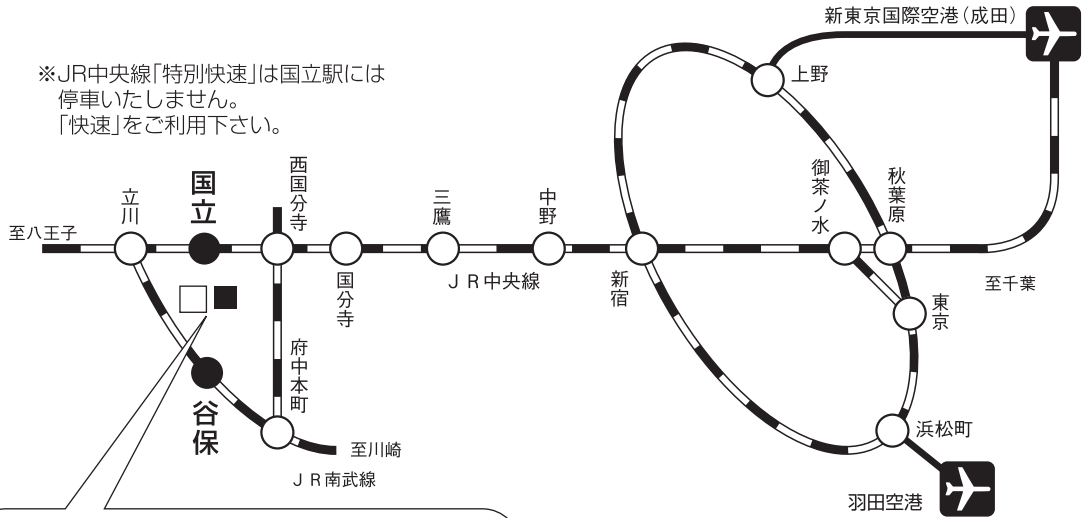 新東京国際空港（成田）
※JR中央線「特別快速」は国立駅には
停車いたしません。
「快速」をご利用下さい。
上野
御茶ノ水
秋葉原
西国分寺
立川
国立
三鷹
中野
至八王子
JR中央線
国分寺
新宿
至千葉
東京
府中本町
谷保
至川崎
JR南武線
浜松町
羽田空港